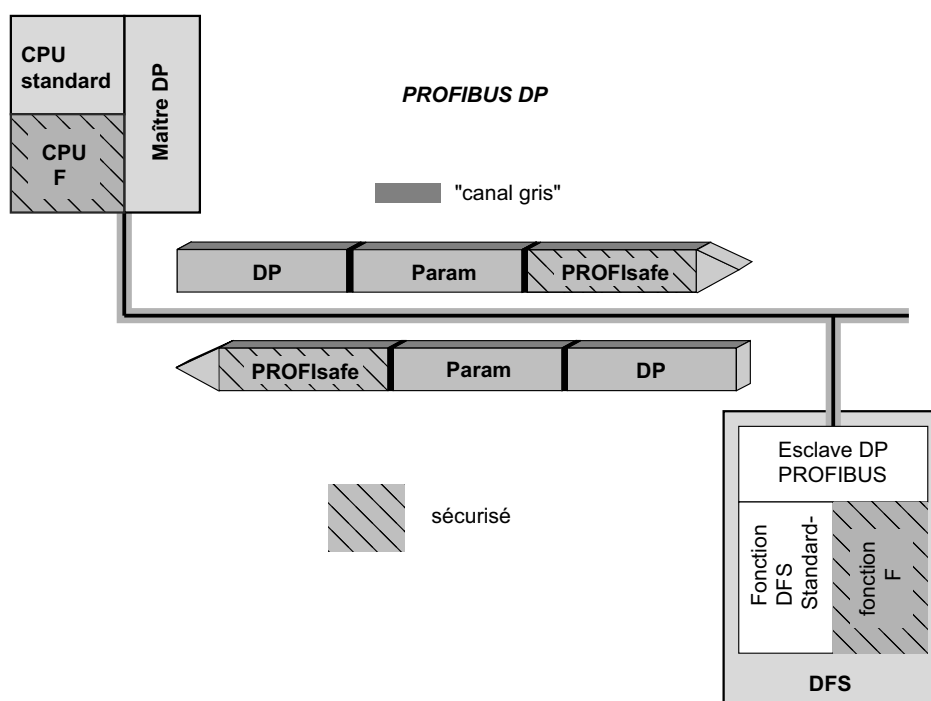 CPU
standard
Maître DP
CPU
F
PROFIBUS DP
"canal gris"
DP
Param
PROFIsafe
PROFIsafe
Param
DP
sécurisé
Esclave DP
PROFIBUS
Fonction
DFS
Standard-
fonction
F
DFS